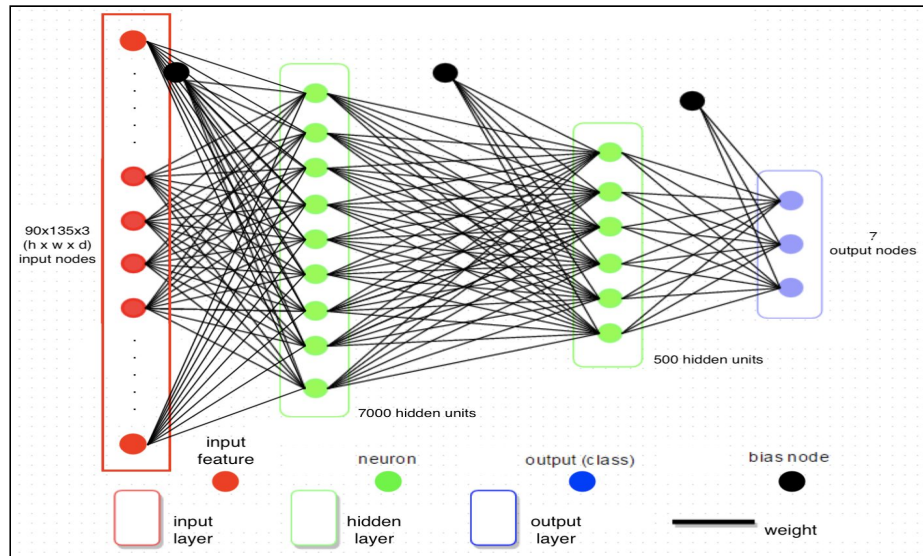 90x135x3
(h x w x d)
input nodes
7
output nodes
500 hidden units
7000 hidden units
input
feature
neuron
output (class)
bias node
input
layer
hidden
layer
output
layer
weight